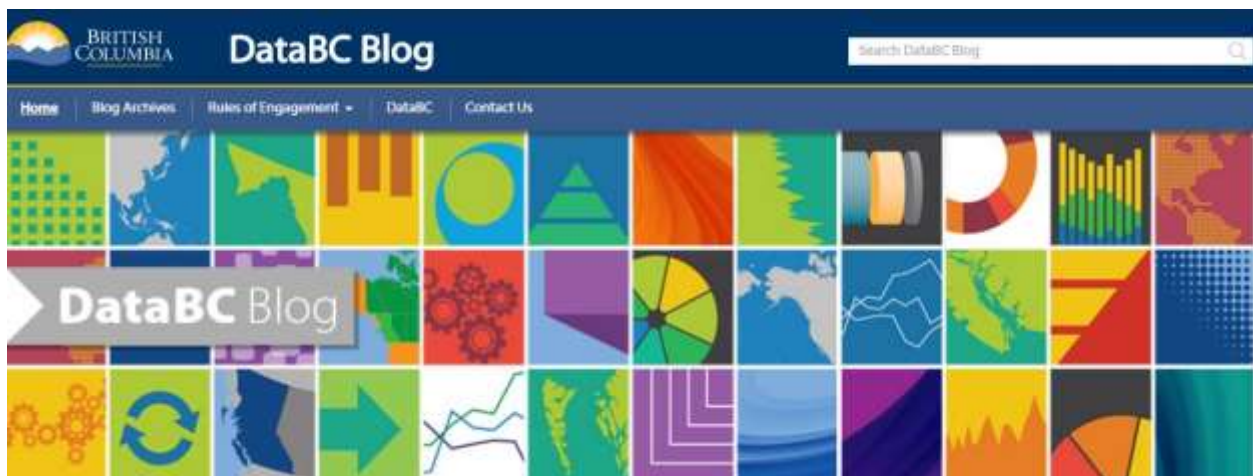 BRITISH
COLUMBIA
DataBC Blog
Search DataBC Blog
Home
Blog Archives
Rules of Engagement
DataBC
Contact Us
DataBC Blog